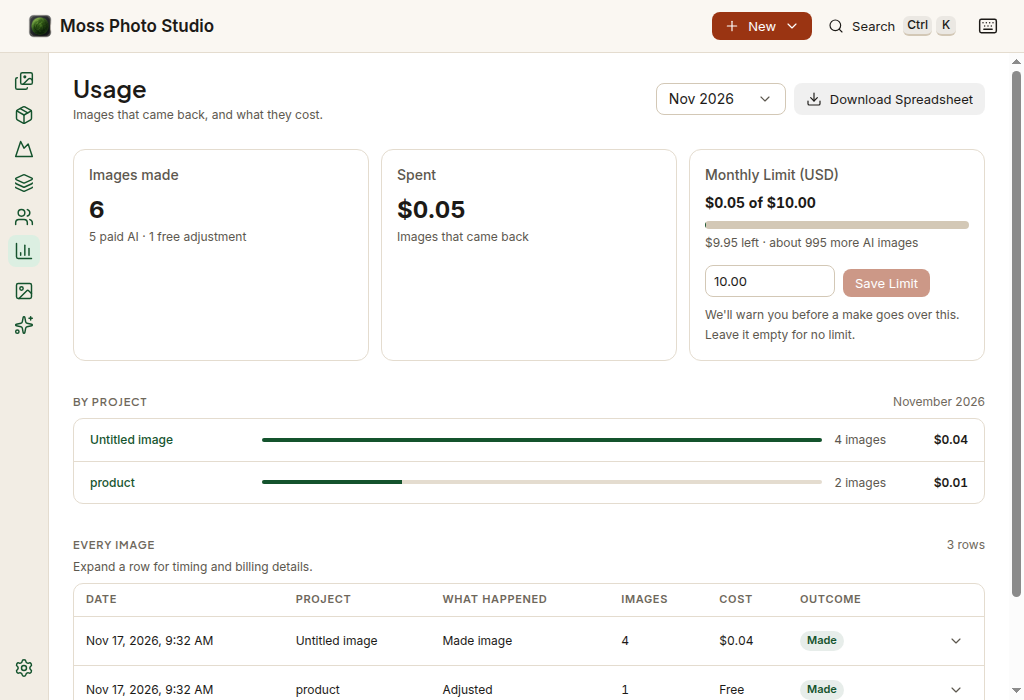 Moss Photo Studio
New
Search Ctrl K
Usage
Images that came back, and what they cost.
Nov 2026
Download Spreadsheet
Images made
6
5 paid AI · 1 free adjustment
Spent
$0.05
Images that came back
Monthly Limit (USD)
$0.05 of $10.00
$9.95 left · about 995 more AI images
10.00
Save Limit
We'll warn you before a make goes over this.
Leave it empty for no limit.
BY PROJECT November 2026
Untitled image 4 images $0.04
product 2 images $0.01
EVERY IMAGE 3 rows
Expand a row for timing and billing details.
DATE PROJECT WHAT HAPPENED IMAGES COST OUTCOME
Nov 17, 2026, 9:32 AM Untitled image Made image 4 $0.04 Made
Nov 17, 2026, 9:32 AM product Adjusted 1 Free Made